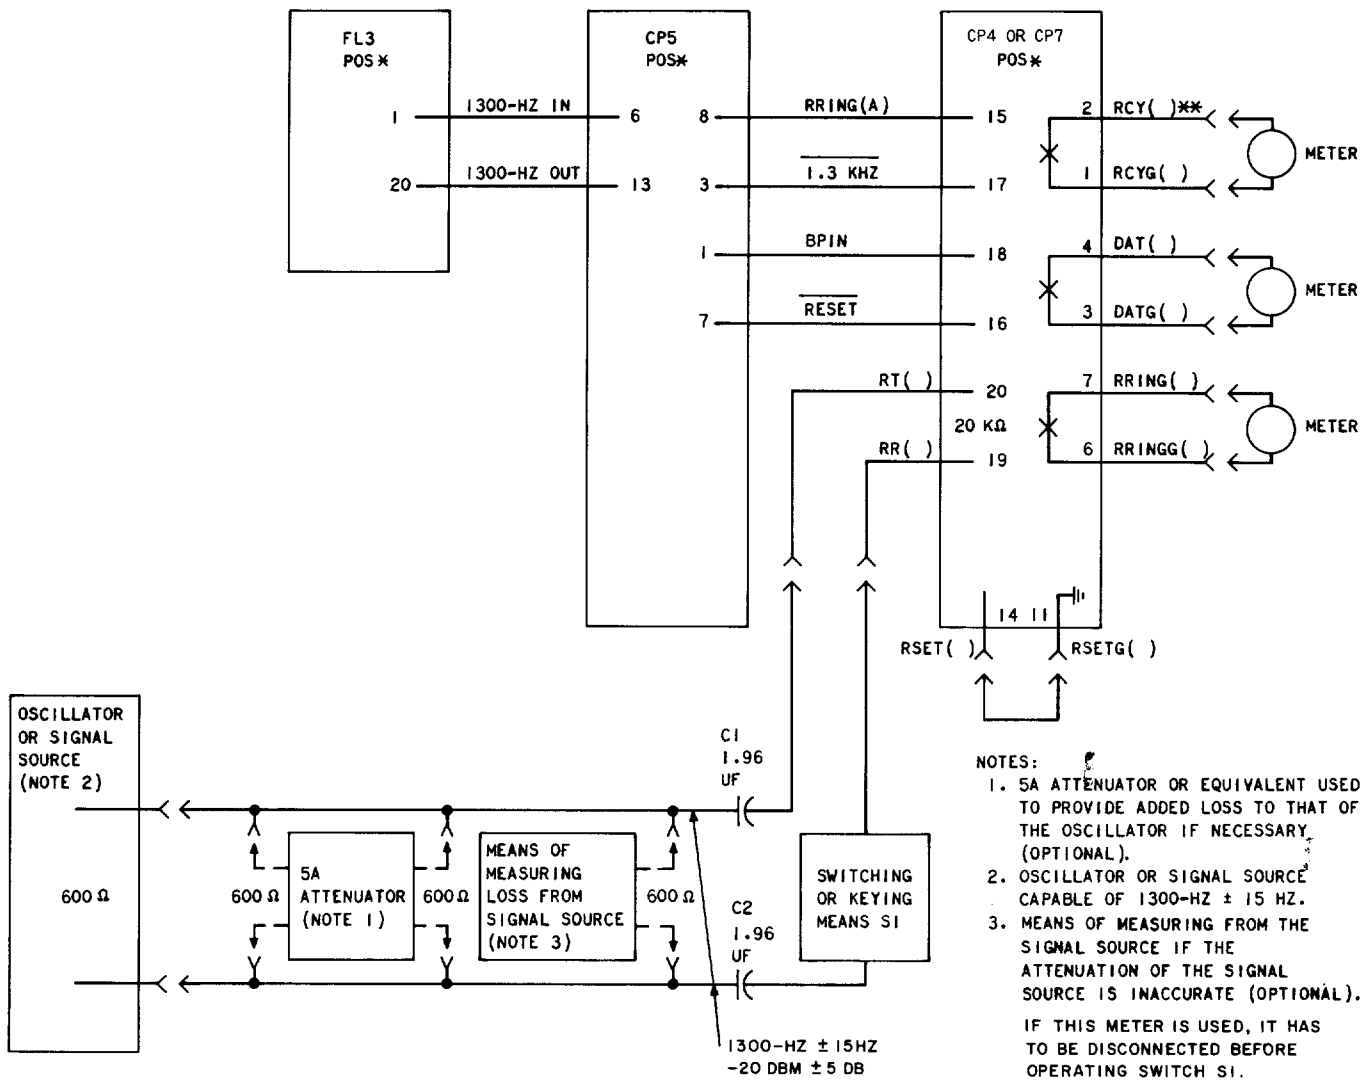 FL3
POS*
1
1300-HZ IN
20
1300-HZ OUT
CP5
POS*
6
8
RRING(A)
13
3
1.3 KHZ
1
BPIN
7
RESET
CP4 OR CP7
POS*
15
2
RCY( )**
17
1
RCYG( )
METER
18
4
DAT( )
16
3
DATG( )
METER
RT( )
20
7
RRING( )
20 KΩ
RR( )
19
6
RRINGG( )
METER
14 11
RSET( )
RSETG( )
OSCILLATOR
OR SIGNAL
SOURCE
(NOTE 2)
600 Ω
600 Ω
5A
ATTENUATOR
(NOTE 1)
600 Ω
MEANS OF
MEASURING
LOSS FROM
SIGNAL SOURCE
(NOTE 3)
600 Ω
C1
1.96
UF
C2
1.96
UF
SWITCHING
OR KEYING
MEANS S1
1300-HZ ± 15HZ
-20 DBM ± 5 DB
NOTES:
1. 5A ATTENUATOR OR EQUIVALENT USED
TO PROVIDE ADDED LOSS TO THAT OF
THE OSCILLATOR IF NECESSARY
(OPTIONAL).
2. OSCILLATOR OR SIGNAL SOURCE
CAPABLE OF 1300-HZ ± 15 HZ.
3. MEANS OF MEASURING FROM THE
SIGNAL SOURCE IF THE
ATTENUATION OF THE SIGNAL
SOURCE IS INACCURATE (OPTIONAL).
IF THIS METER IS USED, IT HAS
TO BE DISCONNECTED BEFORE
OPERATING SWITCH S1.